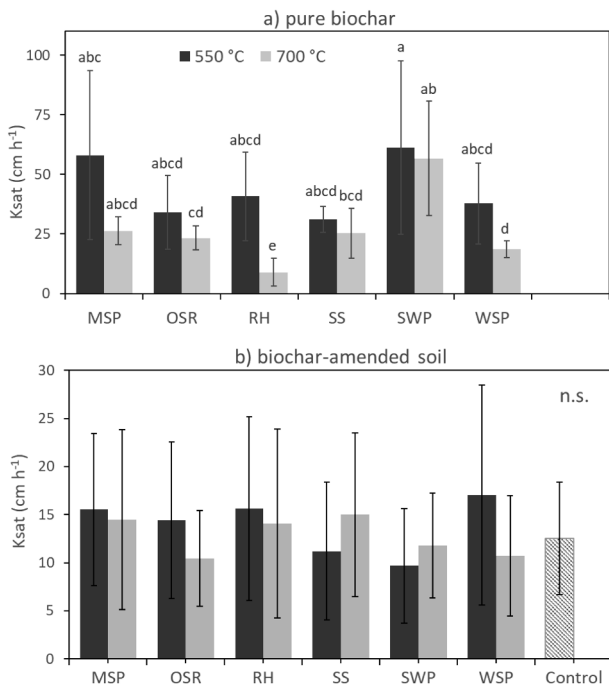 a) pure biochar
Ksat (cm h⁻¹)
100
75
50
25
0
550 °C 700 °C
abc
abcd
abcd
cd
abcd
e
abcd
bcd
a
ab
abcd
d
MSP OSR RH SS SWP WSP
b) biochar-amended soil
Ksat (cm h⁻¹)
30
25
20
15
10
5
0
n.s.
MSP OSR RH SS SWP WSP Control